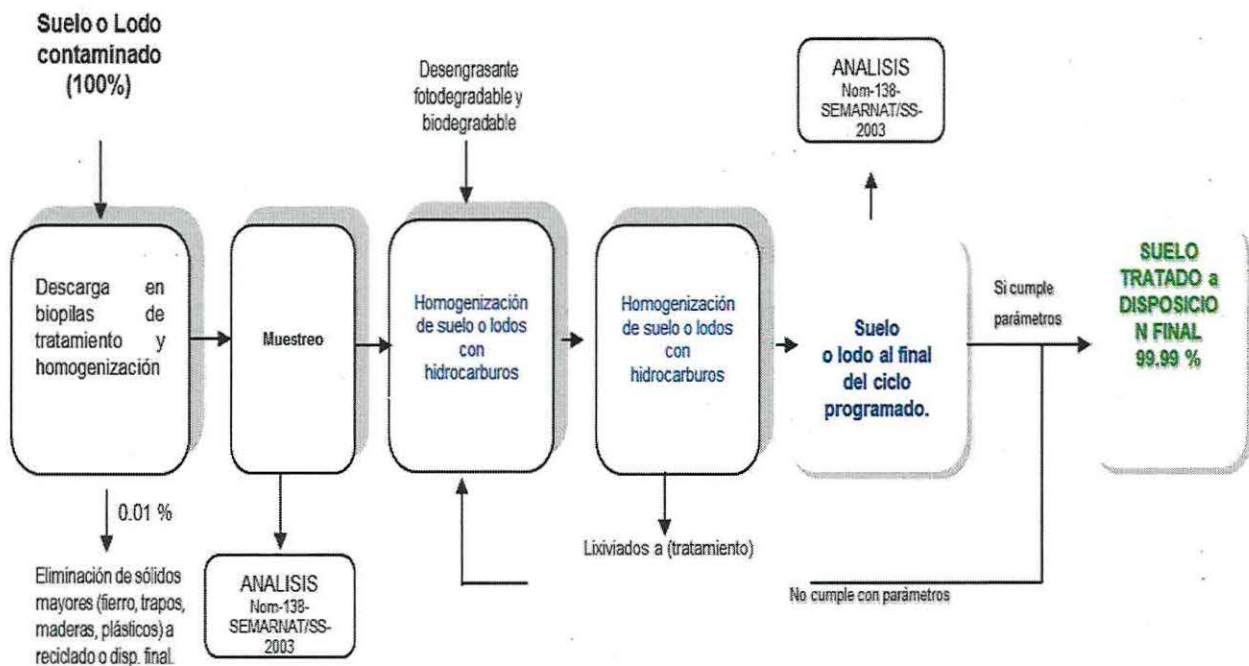 Suelo o Lodo
contaminado
(100%)
Desengrasante
fotodegradable y
biodegradable
ANALISIS
Nom-138-
SEMARNAT/SS-
2003
Descarga en
biopilas de
tratamiento y
homogenización
Muestreo
Homogenización
de suelo o lodos
con
hidrocarburos
Homogenización
de suelo o lodos
con
hidrocarburos
Suelo
o lodo al final
del ciclo
programado.
Si cumple
parámetros
SUELO
TRATADO a
DISPOSICIO
N FINAL
99.99 %
0.01 %
Eliminación de sólidos
mayores (fierro, trapos,
maderas, plásticos) a
reciclado o disp. final.
ANALISIS
Nom-138-
SEMARNAT/SS-
2003
Lixiviados a (tratamiento)
No cumple con parámetros